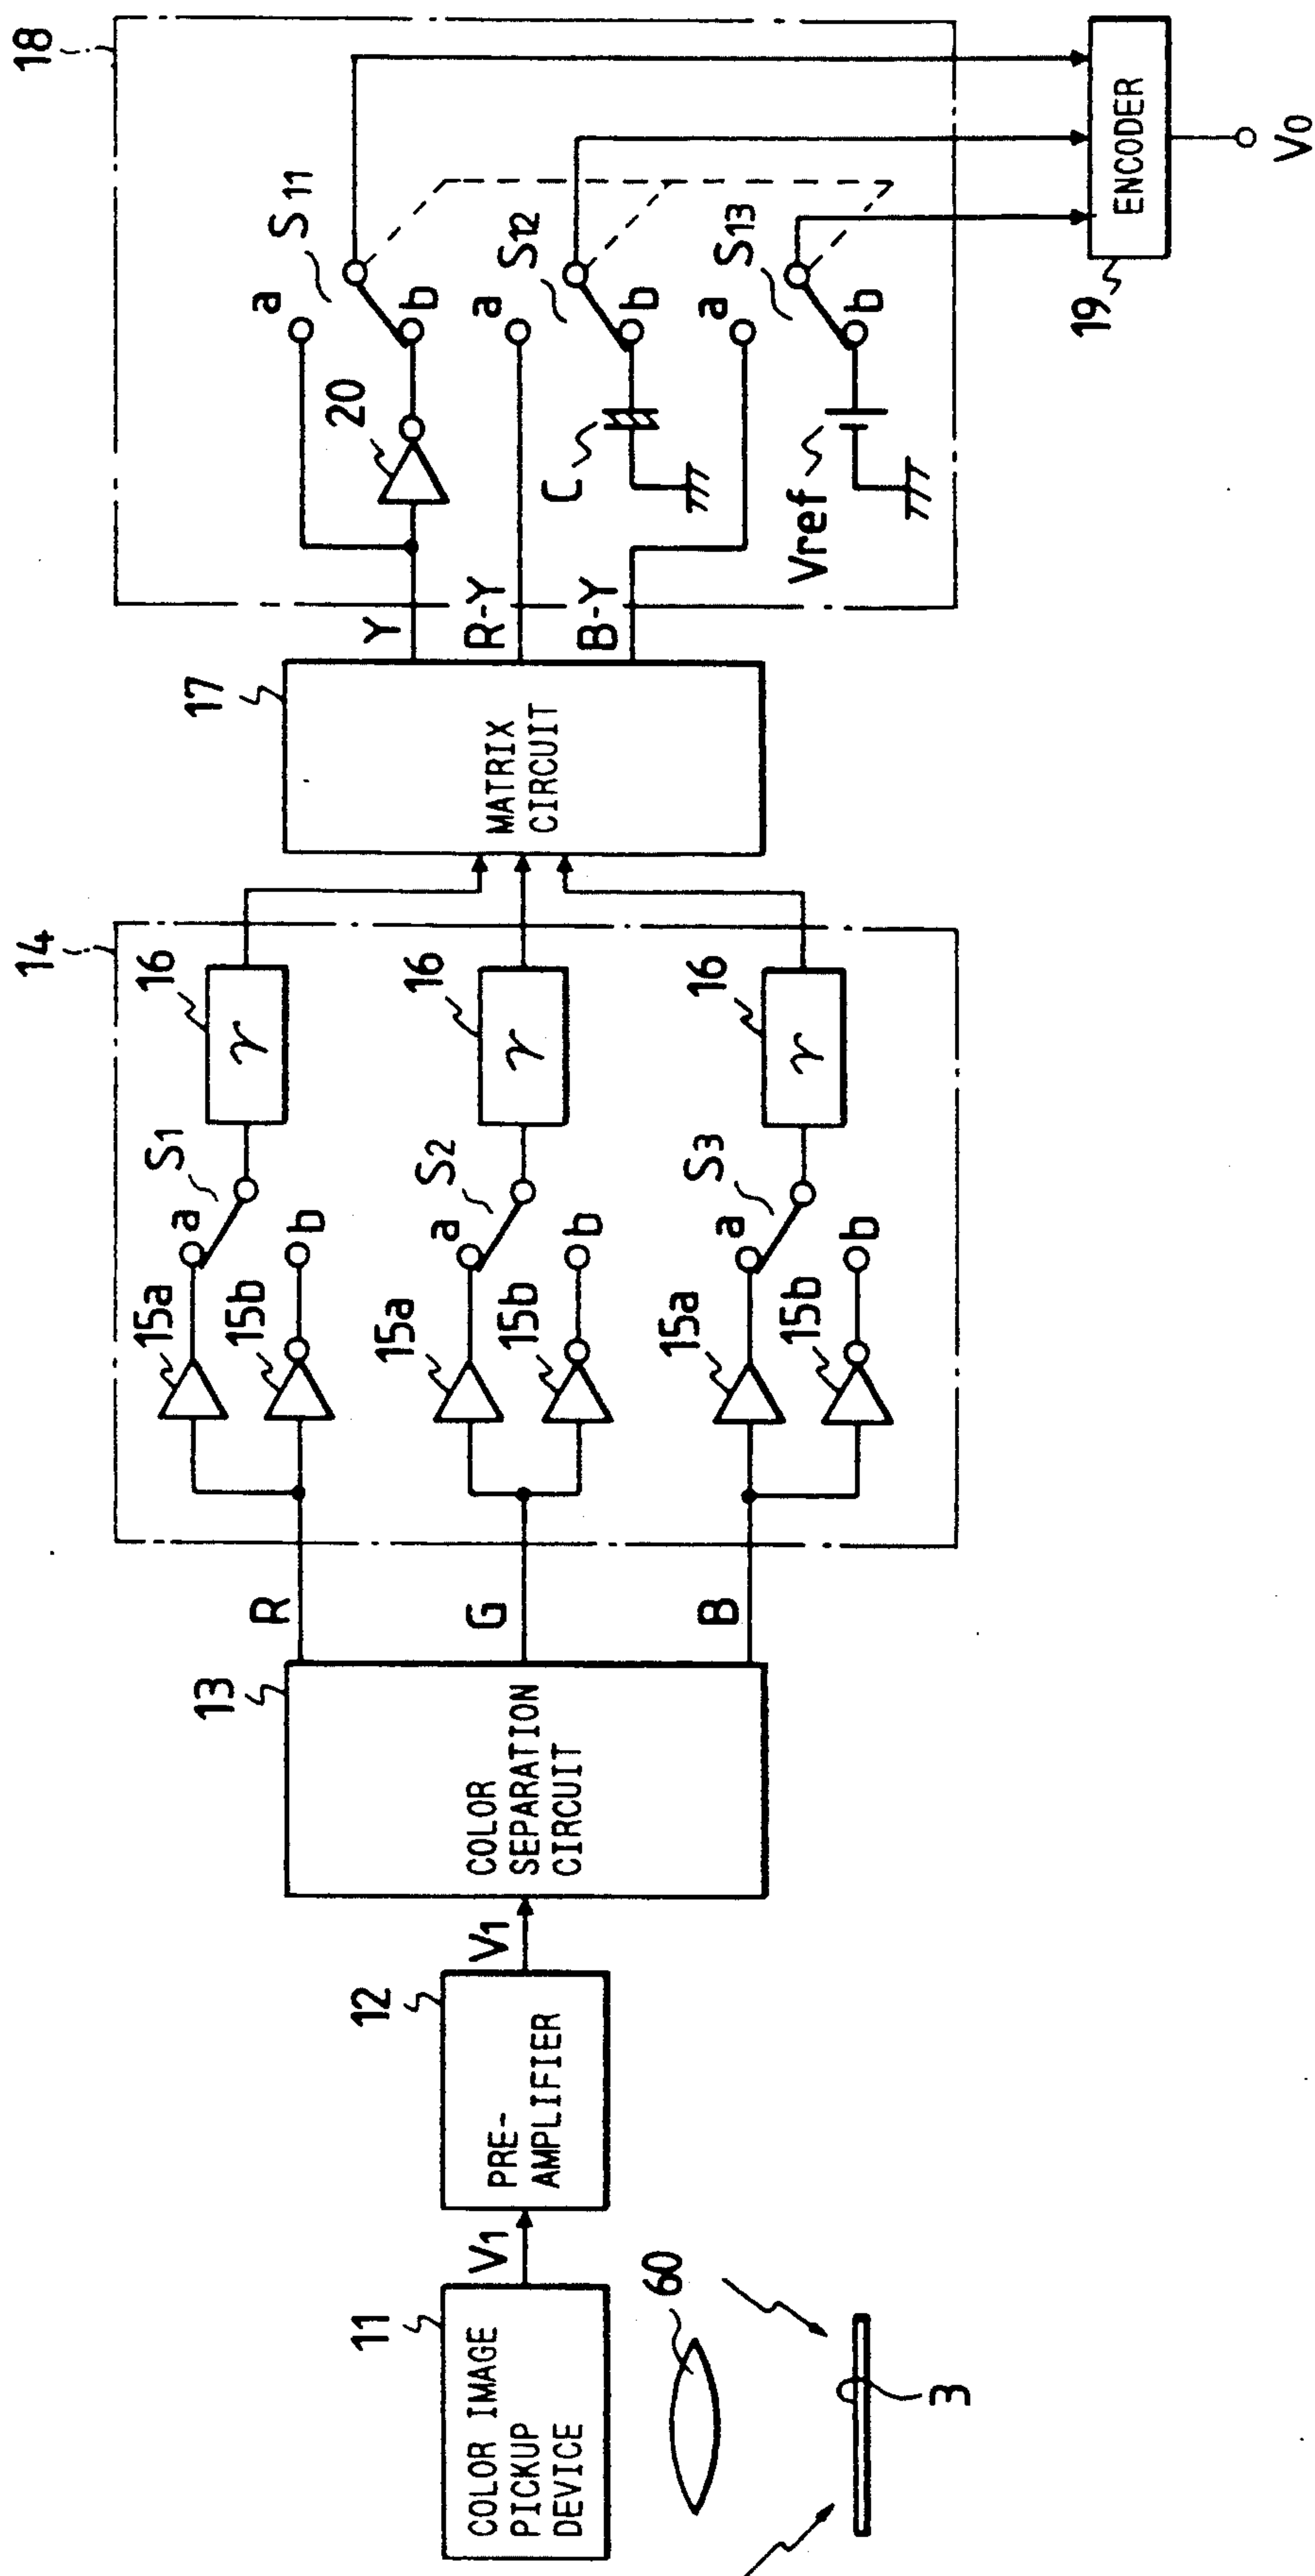 11
COLOR IMAGE
PICKUP
DEVICE
60
3
V1
12
PRE-
AMPLIFIER
V1
13
COLOR
SEPARATION
CIRCUIT
R
G
B
14
15a
a
S1
16
γ
15b
b
15a
a
S2
16
γ
15b
b
15a
a
S3
16
γ
15b
b
17
MATRIX
CIRCUIT
Y
R-Y
B-Y
18
20
a
S11
b
a
S12
b
C
a
S13
b
Vref
19
ENCODER
V0